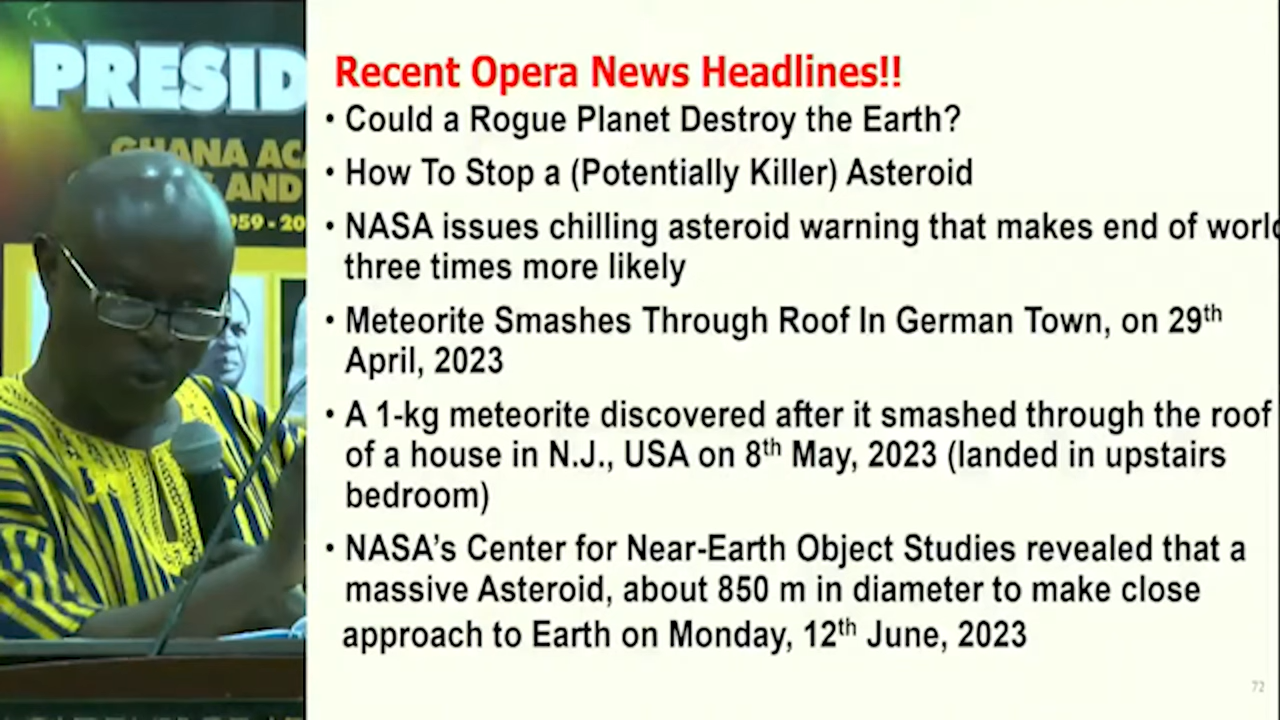 PRESID
GHANA AC
AND
959 - 20
Recent Opera News Headlines!!
• Could a Rogue Planet Destroy the Earth?
• How To Stop a (Potentially Killer) Asteroid
• NASA issues chilling asteroid warning that makes end of world
three times more likely
• Meteorite Smashes Through Roof In German Town, on 29th
April, 2023
• A 1-kg meteorite discovered after it smashed through the roof
of a house in N.J., USA on 8th May, 2023 (landed in upstairs
bedroom)
• NASA's Center for Near-Earth Object Studies revealed that a
massive Asteroid, about 850 m in diameter to make close
approach to Earth on Monday, 12th June, 2023
72